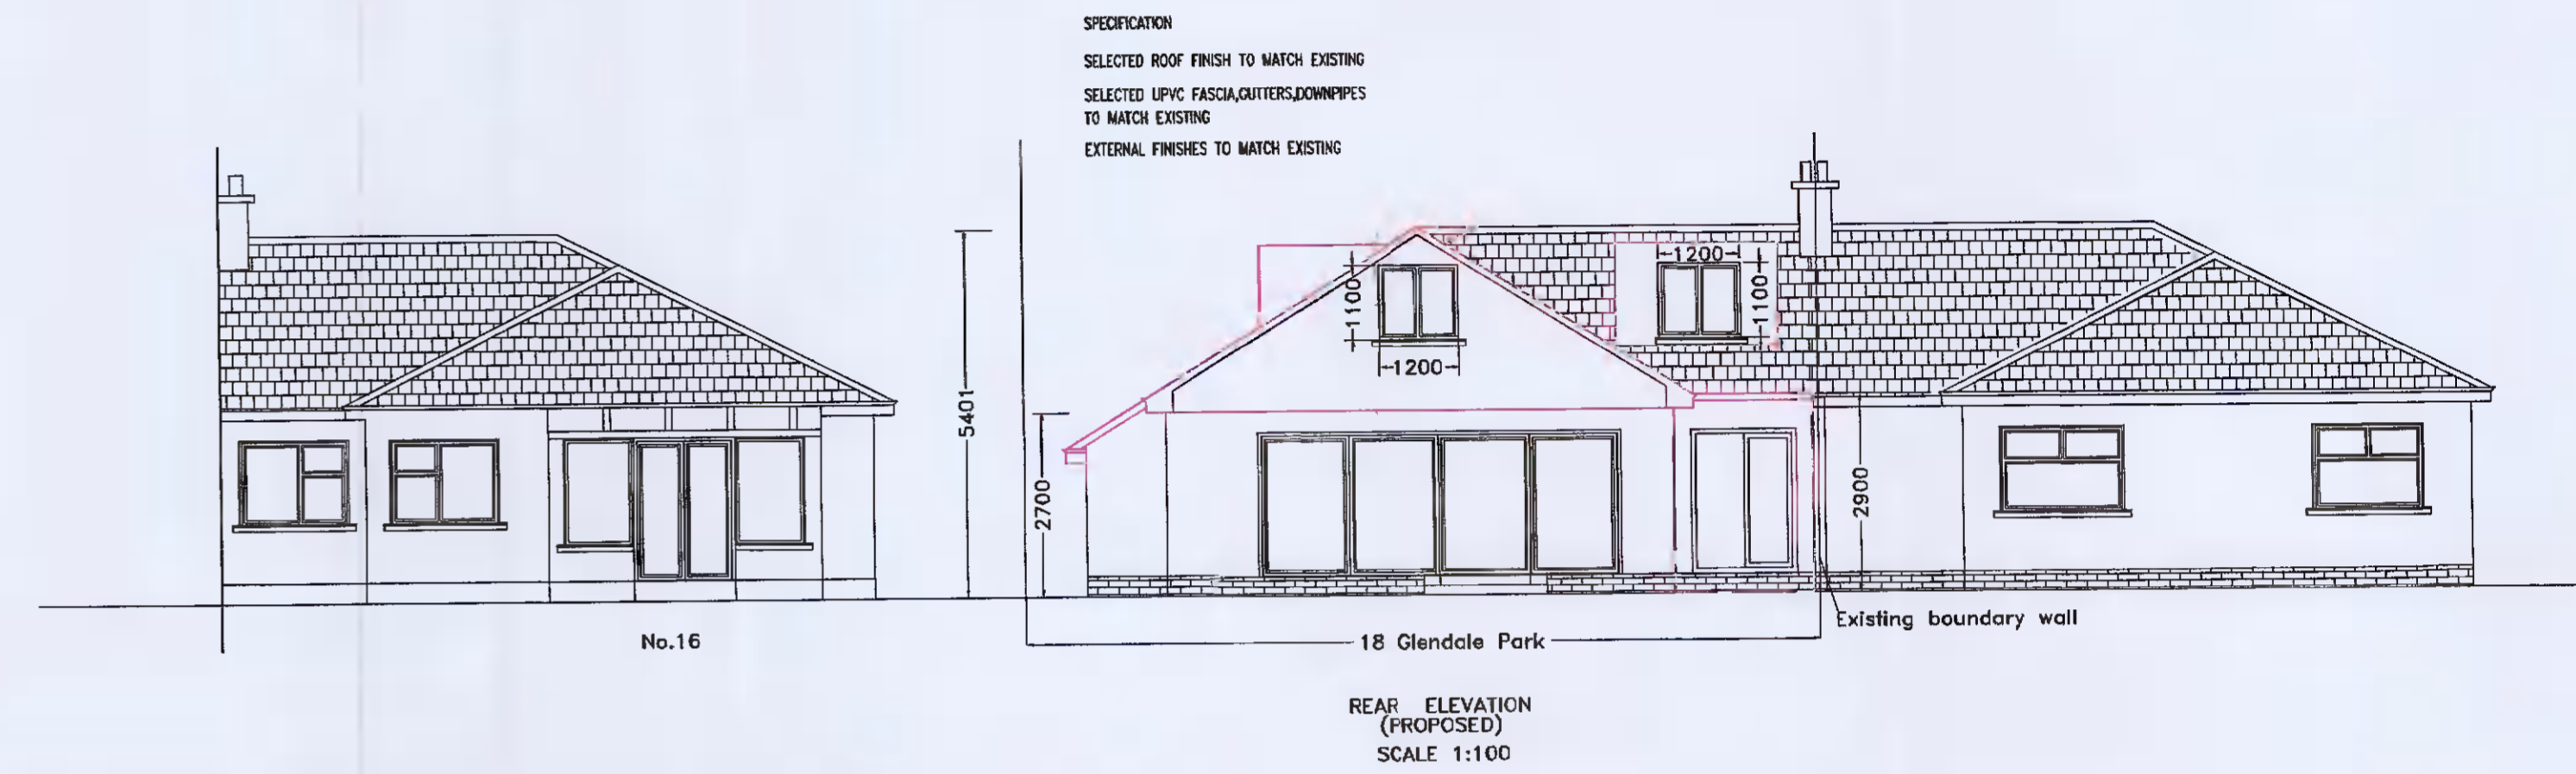 SPECIFICATION
SELECTED ROOF FINISH TO MATCH EXISTING
SELECTED UPVC FASCIA,GUTTERS,DOWNPIPES
TO MATCH EXISTING
EXTERNAL FINISHES TO MATCH EXISTING
1200
1100
1100
1200
5401
2700
2900
Existing boundary wall
No.16
18 Glendale Park
REAR ELEVATION
(PROPOSED)
SCALE 1:100